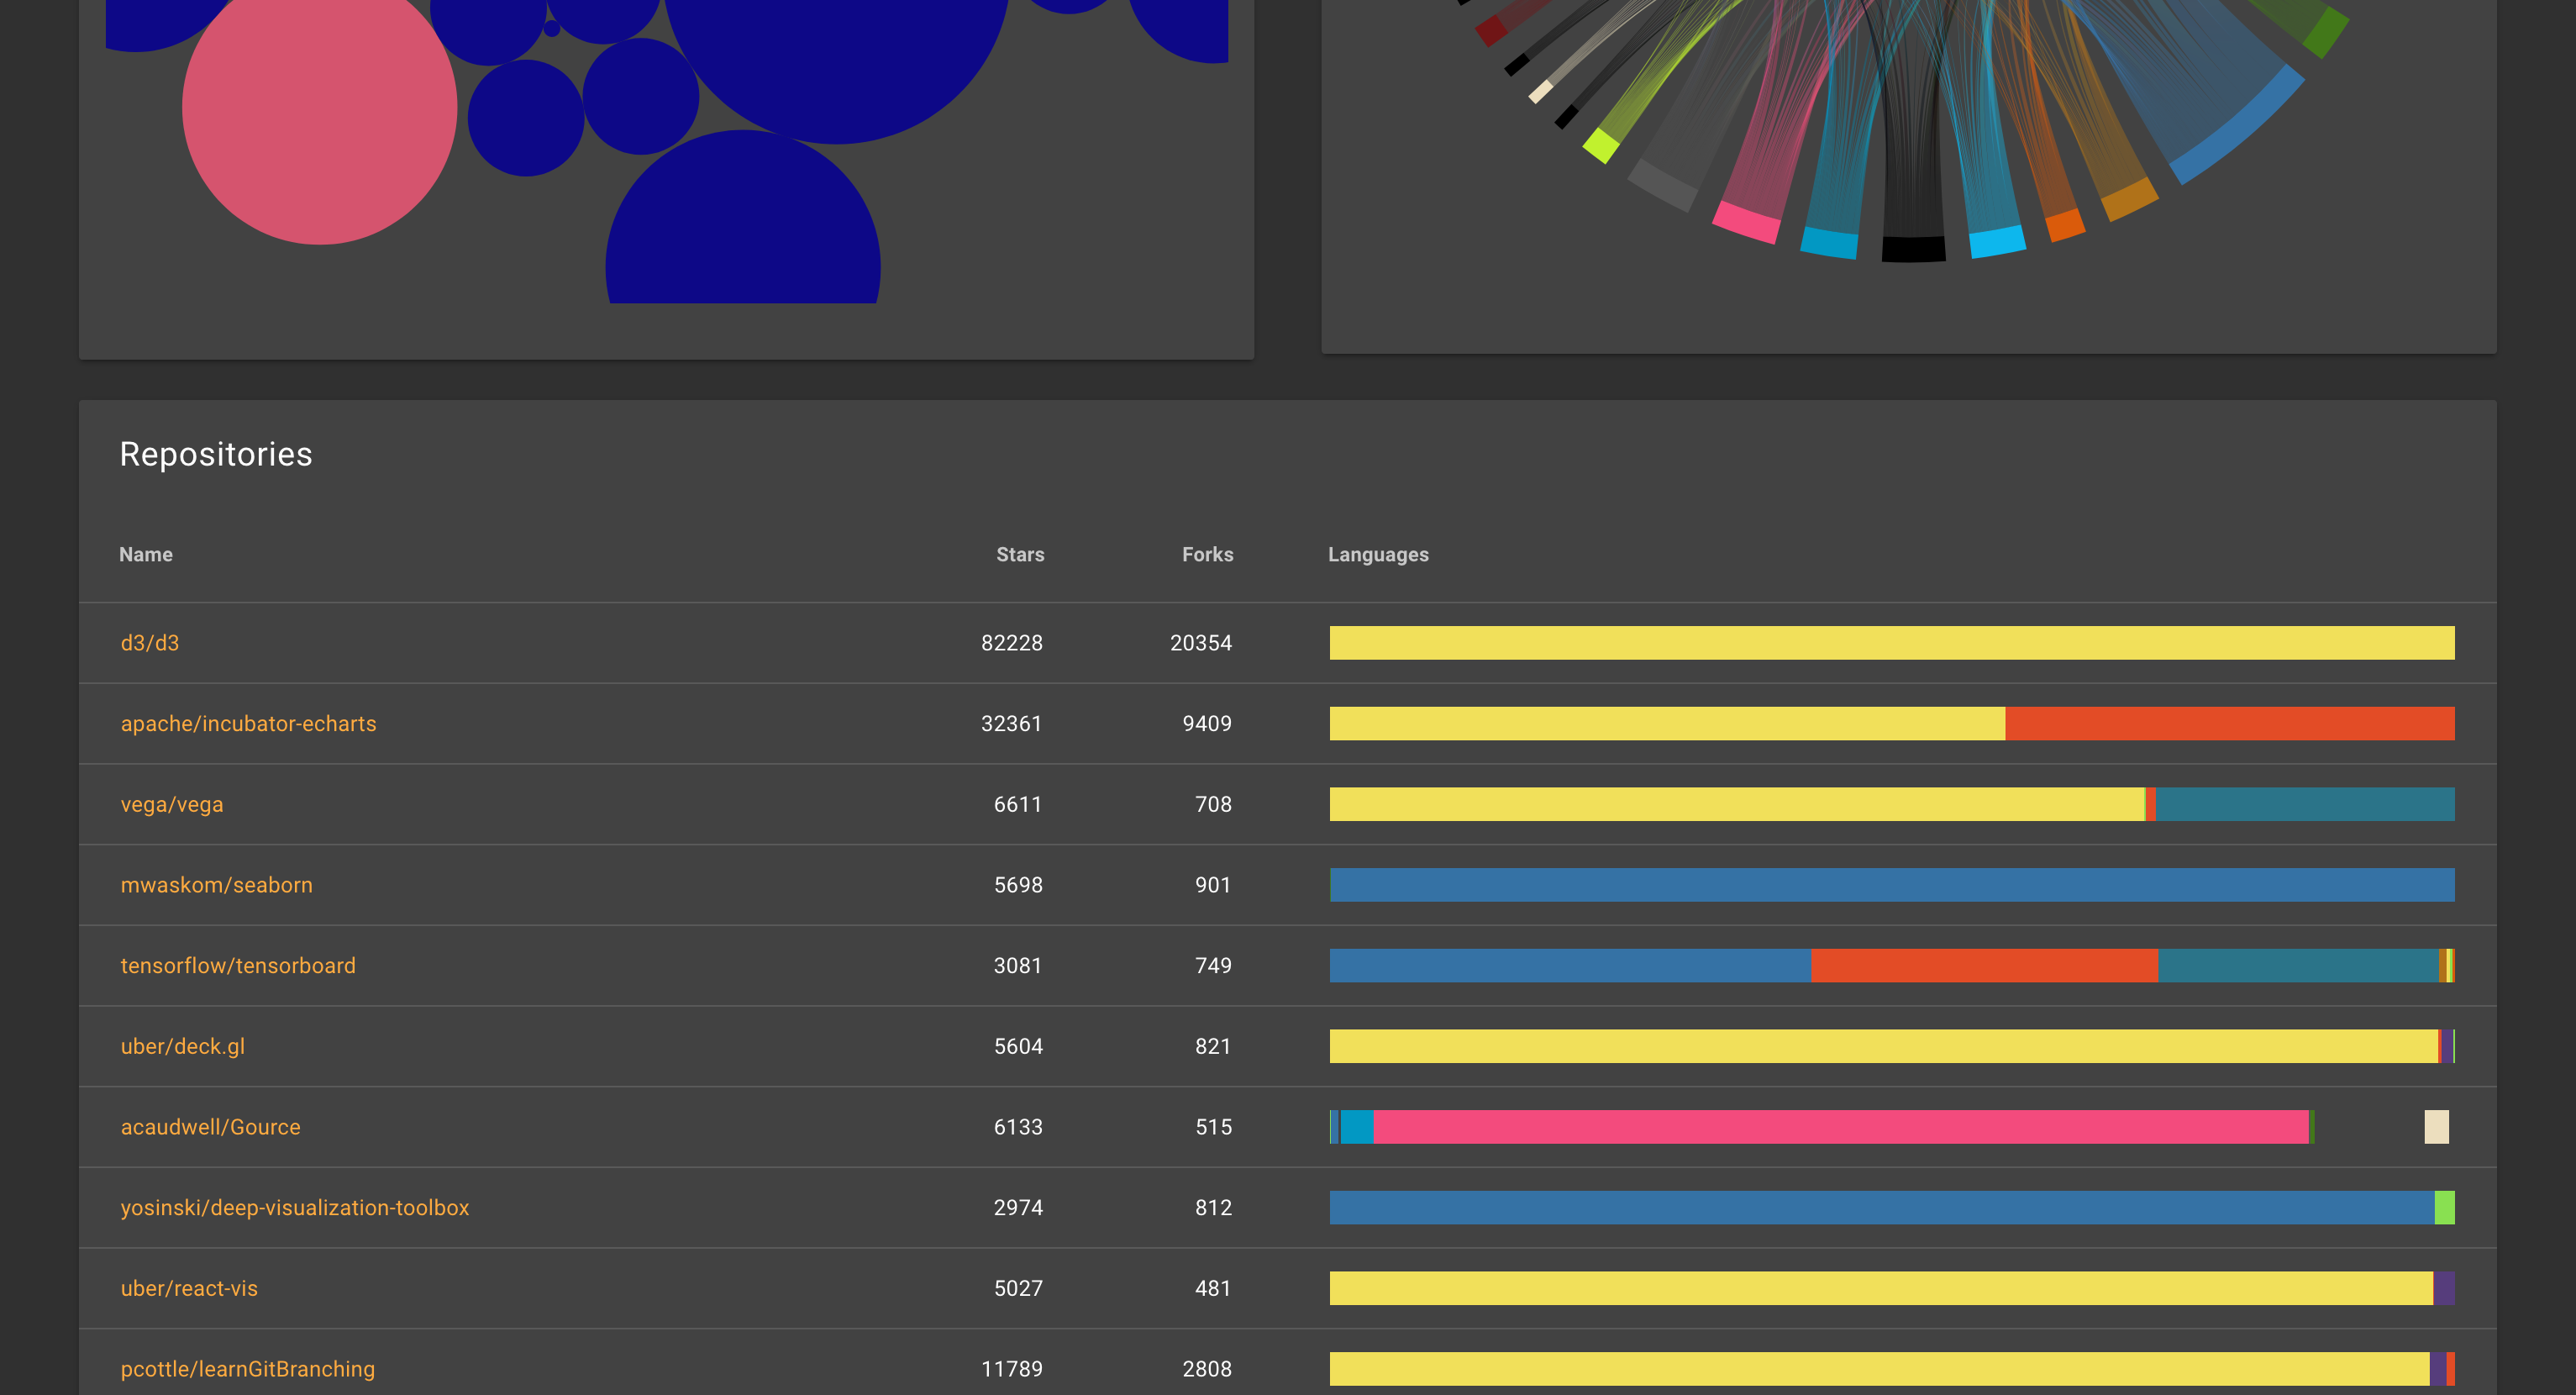 Repositories
Name Stars Forks Languages
d3/d3 82228 20354
apache/incubator-echarts 32361 9409
vega/vega 6611 708
mwaskom/seaborn 5698 901
tensorflow/tensorboard 3081 749
uber/deck.gl 5604 821
acaudwell/Gource 6133 515
yosinski/deep-visualization-toolbox 2974 812
uber/react-vis 5027 481
pcottle/learnGitBranching 11789 2808